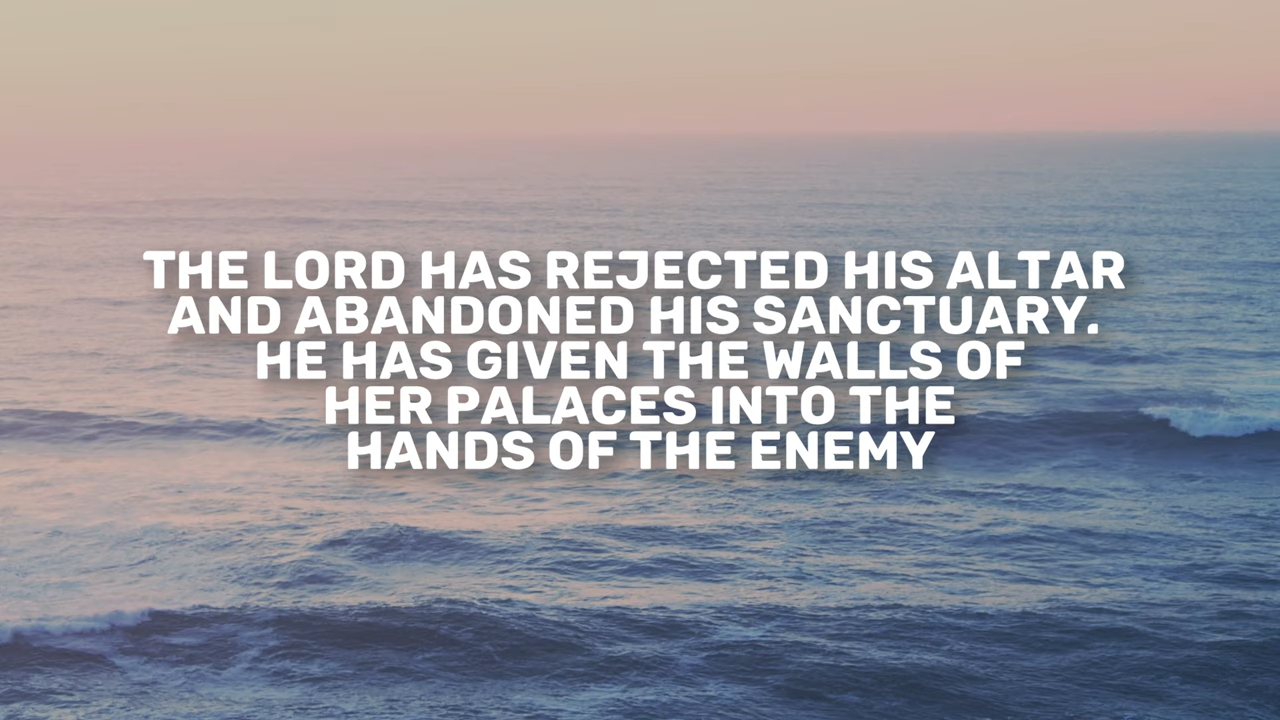 THE LORD HAS REJECTED HIS ALTAR
AND ABANDONED HIS SANCTUARY.
HE HAS GIVEN THE WALLS OF
HER PALACES INTO THE
HANDS OF THE ENEMY